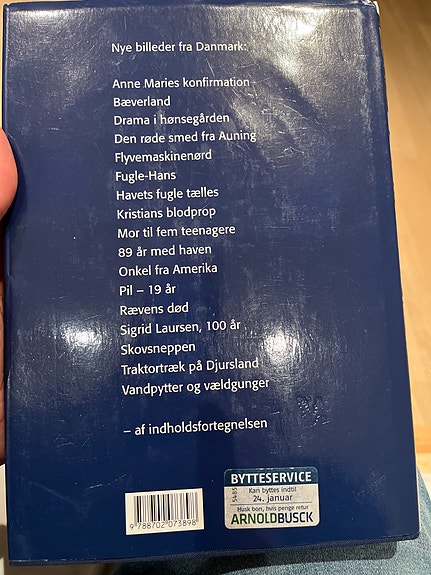 Nye billeder fra Danmark:
Anne Maries konfirmation
Bæverland
Drama i hønsegården
Den røde smed fra Auning
Flyvemaskinenørd
Fugle-Hans
Havets fugle tælles
Kristians blodprop
Mor til fem teenagere
89 år med haven
Onkel fra Amerika
Pil – 19 år
Rævens død
Sigrid Laursen, 100 år
Skovsneppen
Traktortræk på Djursland
Vandpytter og vældgunger
– af indholdsfortegnelsen
BYTTESERVICE
Kan byttes indtil
24. januar
Husk bon, hvis penge retur
ARNOLDBUSCK
5485
9788702073898